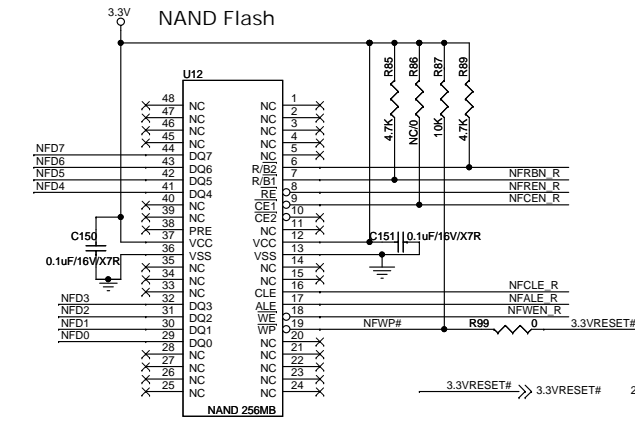 3.3V
NAND Flash
U12
R85
R86
R87
R89
4.7K
NC/0
10K
4.7K
48 NC NC 1
47 NC NC 2
46 NC NC 3
45 NC NC 4
NFD7 44 DQ7 NC 5
NFD6 43 DQ6 R/B2 6
NFD5 42 DQ5 R/B1 7 NFRBN_R
NFD4 41 DQ4 RE 8 NFREN_R
40 NC CE1 9 NFCEN_R
39 NC CE2 10
38 PRE NC 11
37 VCC VCC 12
36 VSS VSS 13
35 NC NC 14
34 NC NC 15
33 NC CLE 16 NFCLE_R
NFD3 32 DQ3 ALE 17 NFALE_R
NFD2 31 DQ2 WE 18 NFWEN_R
NFD1 30 DQ1 WP 19 NFWP# R99 0 3.3VRESET#
NFD0 29 DQ0 NC 20
28 NC NC 21
27 NC NC 22
26 NC NC 23
25 NC NC 24
C150
0.1uF/16V/X7R
C151 0.1uF/16V/X7R
NAND 256MB
3.3VRESET# 3.3VRESET# 2